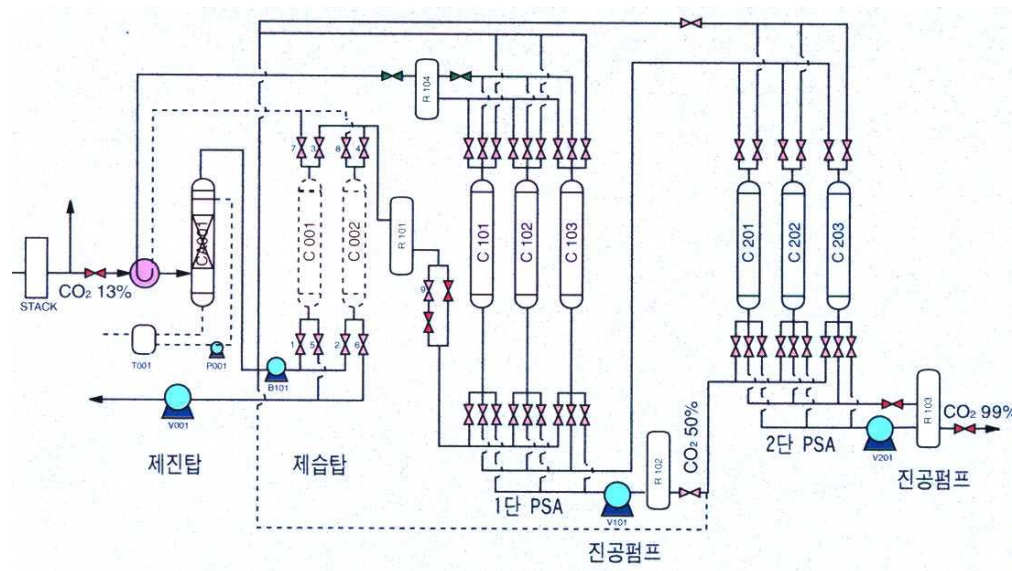 R 104
7
3
8
4
CA001
C 001
C 002
R 101
C 101
C 102
C 103
C 201
C 202
C 203
CO₂ 13%
STACK
9
T001
P001
1
5
2
6
B101
V001
CO₂ 50%
R 102
R 103
CO₂ 99%
V201
제진탑
제습탑
2단 PSA
진공펌프
1단 PSA
V101
진공펌프